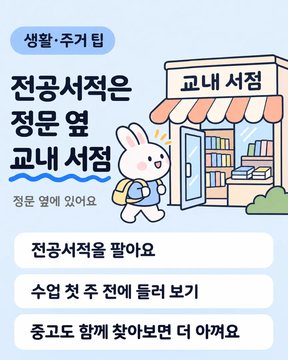 생활·주거 팁
전공서적은
정문 옆
교내 서점
정문 옆에 있어요
교내 서점
전공서적을 팔아요
수업 첫 주 전에 들러 보기
중고도 함께 찾아보면 더 아껴요